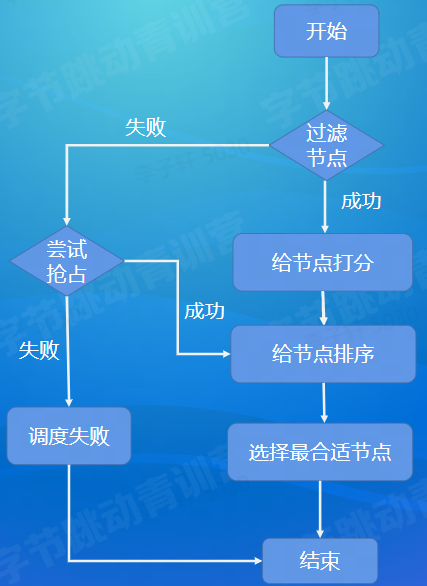 开始
过滤
节点
失败
成功
尝试
抢占
给节点打分
成功
给节点排序
失败
调度失败
选择最合适节点
结束
字节跳动青训营